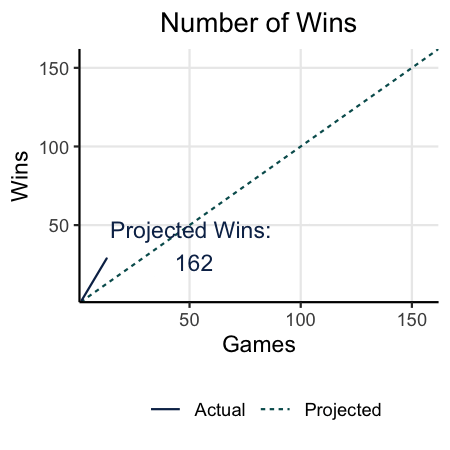 Number of Wins
Wins
150
100
50
Projected Wins:
162
50
100
150
Games
Actual
Projected